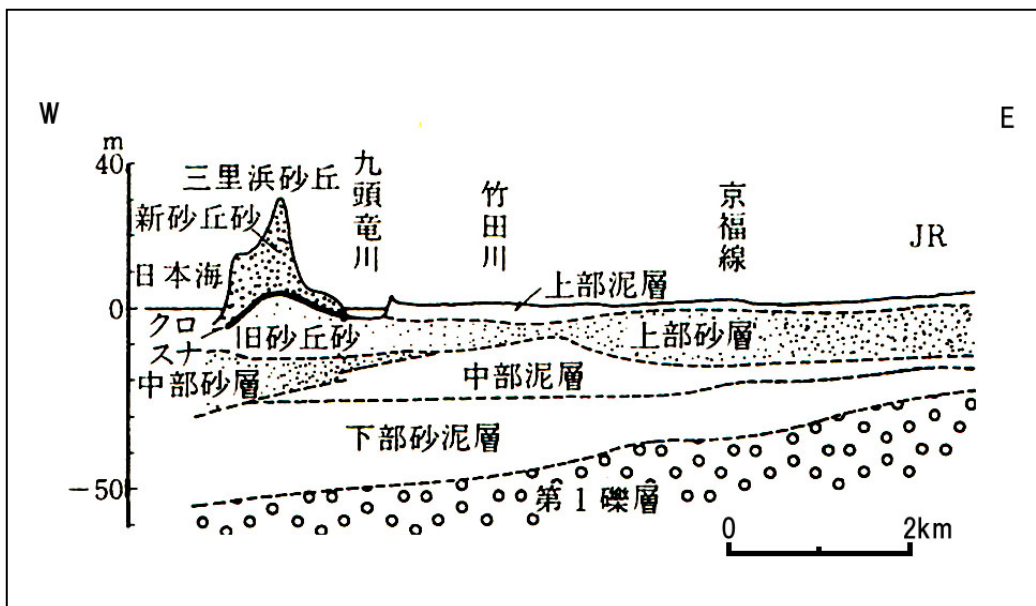 W
E
m
40
0
−50
三里浜砂丘
新砂丘砂
日本海
クロ
スナ
旧砂丘砂
中部砂層
九頭竜川
竹田川
京福線
JR
上部泥層
上部砂層
中部泥層
下部砂泥層
第1礫層
0 2km